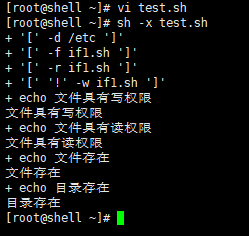 [root@shell ~]# vi test.sh
[root@shell ~]# sh -x test.sh
+ '[' -d /etc ']'
+ '[' -f if1.sh ']'
+ '[' -r if1.sh ']'
+ '[' '!' -w if1.sh ']'
+ echo 文件具有写权限
文件具有写权限
+ echo 文件具有读权限
文件具有读权限
+ echo 文件存在
文件存在
+ echo 目录存在
目录存在
[root@shell ~]#